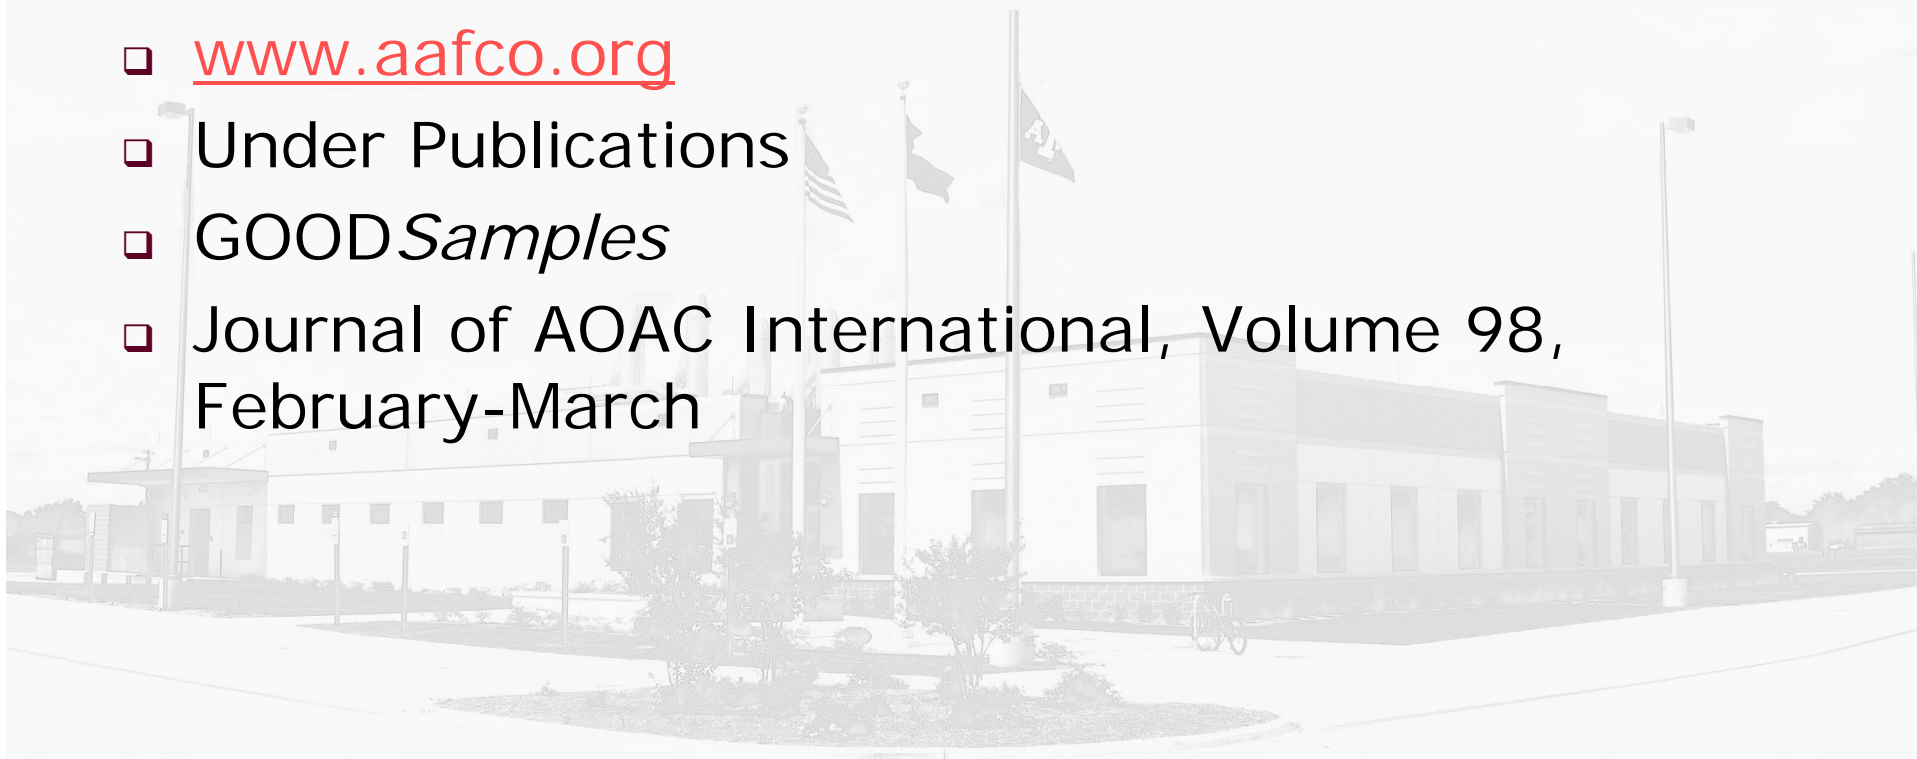 www.aafco.org
Under Publications
GOODSamples
Journal of AOAC International, Volume 98,
February-March